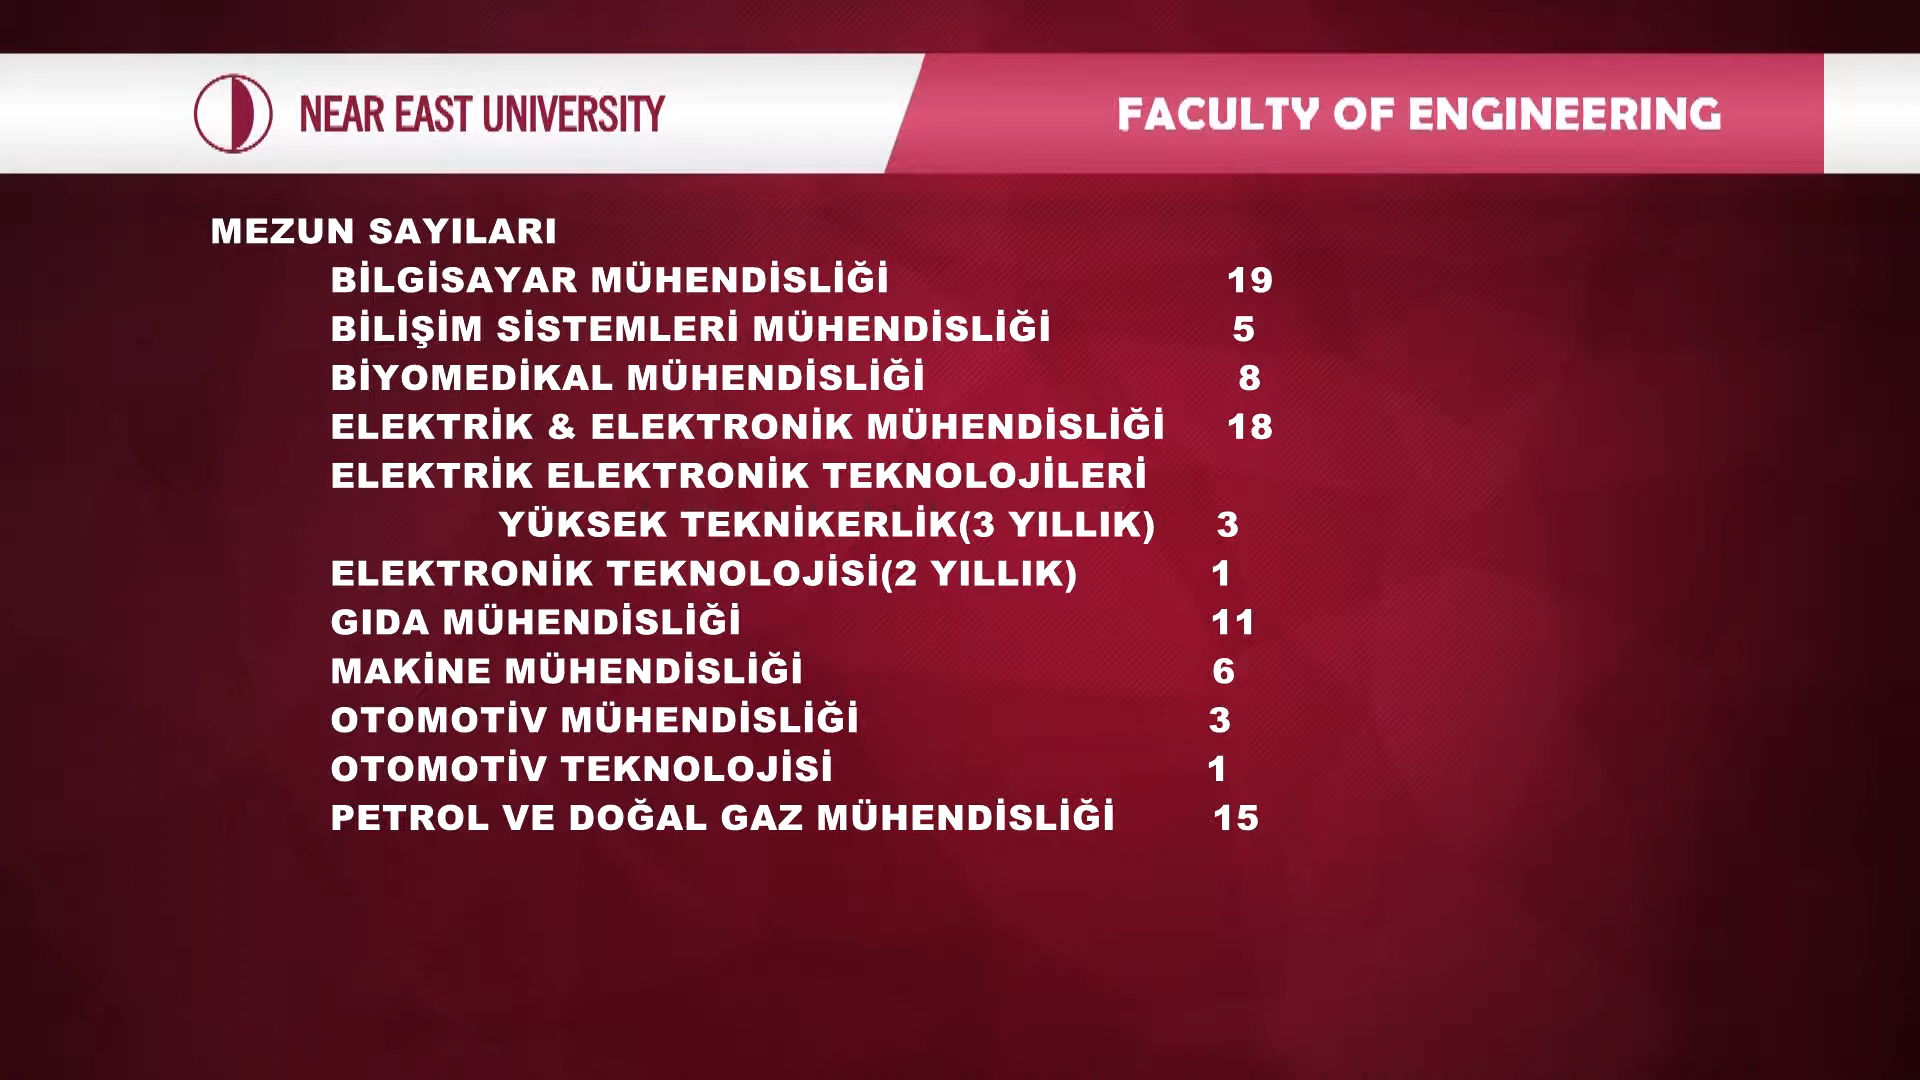 NEAR EAST UNIVERSITY
FACULTY OF ENGINEERING
MEZUN SAYILARI
BİLGİSAYAR MÜHENDİSLİĞİ 19
BİLİŞİM SİSTEMLERİ MÜHENDİSLİĞİ 5
BİYOMEDİKAL MÜHENDİSLİĞİ 8
ELEKTRİK & ELEKTRONİK MÜHENDİSLİĞİ 18
ELEKTRİK ELEKTRONİK TEKNOLOJİLERİ
YÜKSEK TEKNİKERLİK(3 YILLIK) 3
ELEKTRONİK TEKNOLOJİSİ(2 YILLIK) 1
GIDA MÜHENDİSLİĞİ 11
MAKİNE MÜHENDİSLİĞİ 6
OTOMOTİV MÜHENDİSLİĞİ 3
OTOMOTİV TEKNOLOJİSİ 1
PETROL VE DOĞAL GAZ MÜHENDİSLİĞİ 15